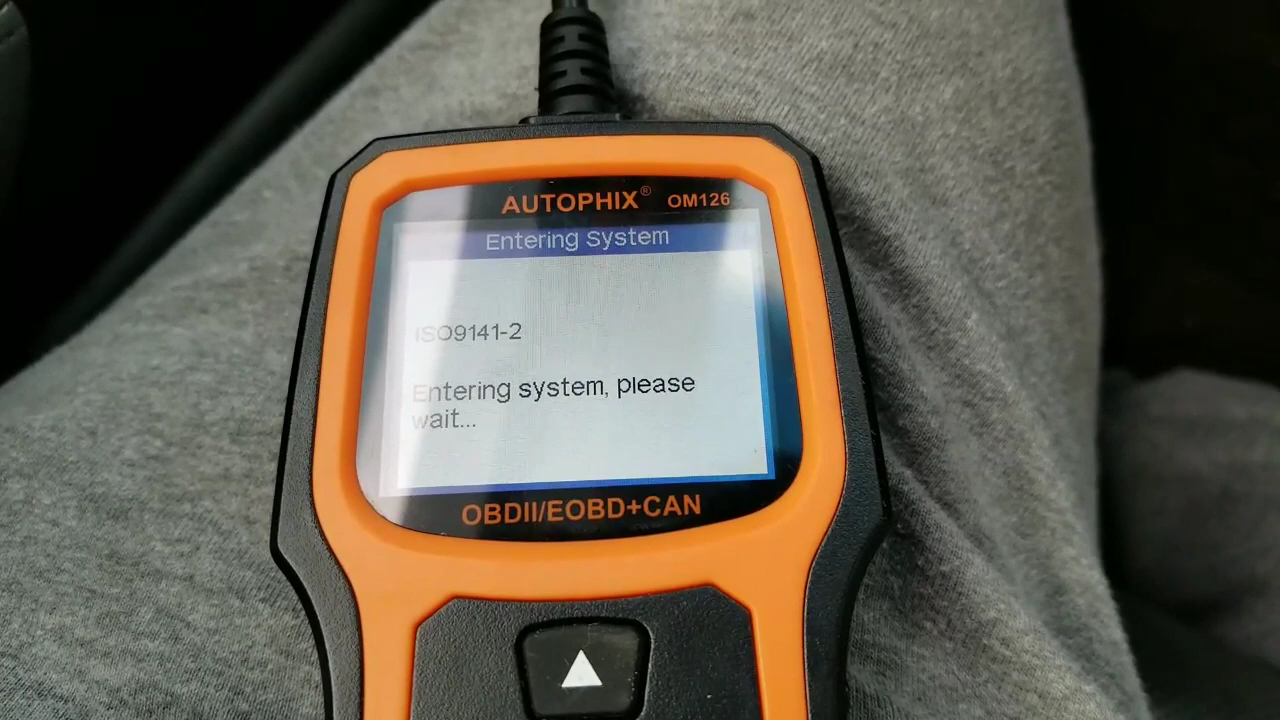 AUTOPHIX® OM126
Entering System
ISO9141-2
Entering system, please
wait...
OBDII/EOBD+CAN